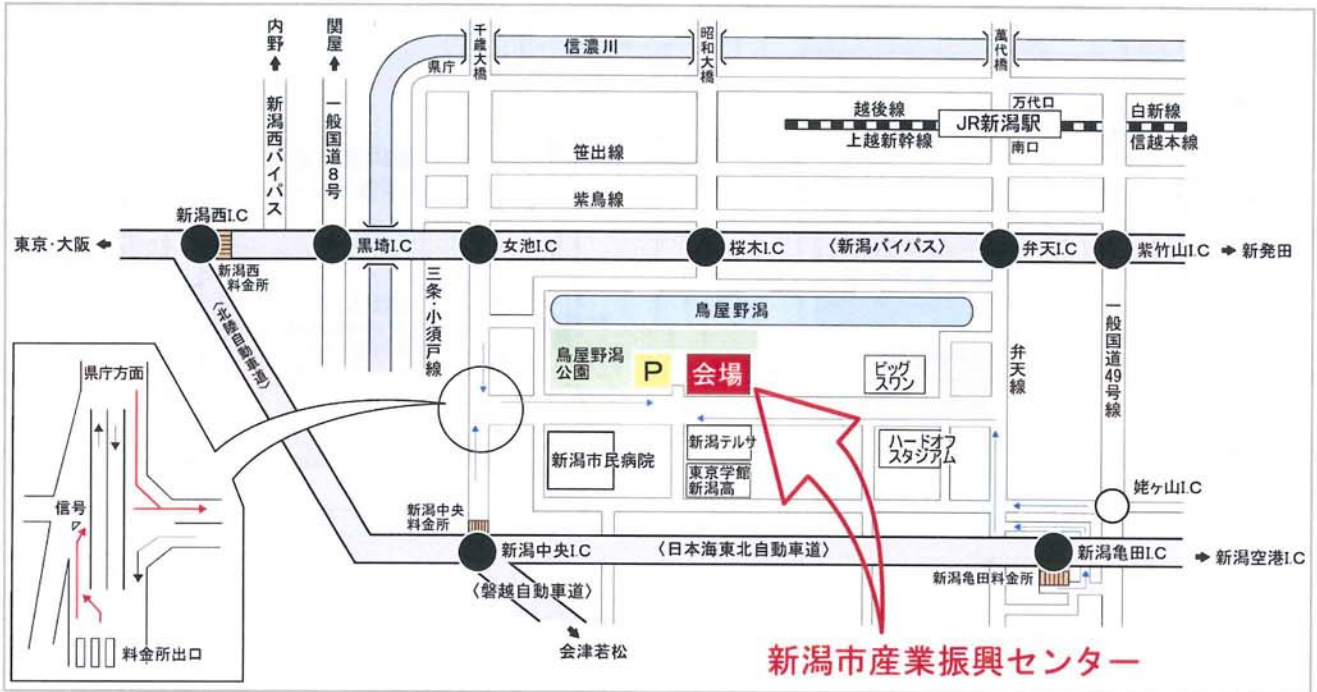 内野
関屋
千歳大橋
信濃川
昭和大橋
萬代橋
県庁
新潟西バイパス
一般国道8号
越後線
上越新幹線
万代口
JR新潟駅
南口
白新線
信越本線
笹出線
紫鳥線
新潟西I.C
東京・大阪
黒埼I.C
女池I.C
桜木I.C
〈新潟バイパス〉
弁天I.C
紫竹山I.C
新発田
新潟西
料金所
〈北陸自動車道〉
三条・小須戸線
鳥屋野潟
鳥屋野潟
公園
P
会場
ビッグ
スワン
弁天線
一般国道49号線
県庁方面
信号
料金所出口
新潟市民病院
新潟テルサ
東京学館
新潟高
ハードオフ
スタジアム
姥ヶ山I.C
新潟中央
料金所
新潟中央I.C
〈日本海東北自動車道〉
新潟亀田I.C
新潟空港I.C
新潟亀田料金所
〈磐越自動車道〉
会津若松
新潟市産業振興センター